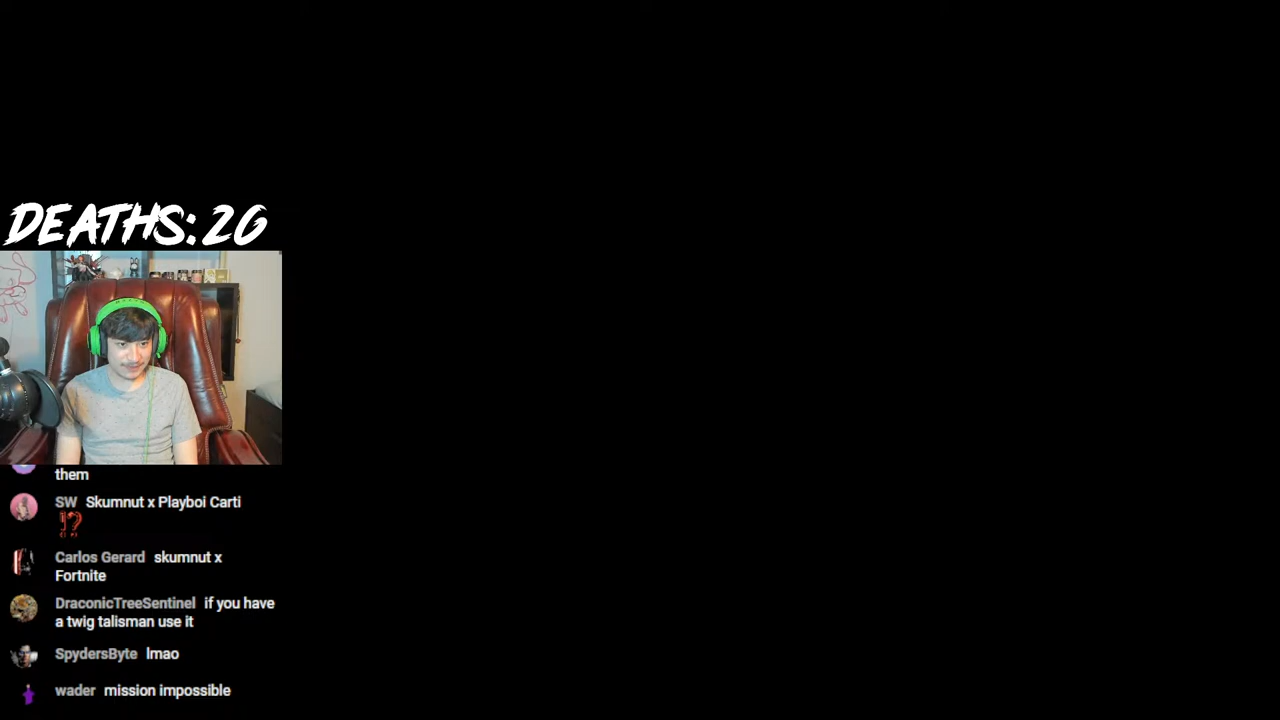 DEATHS:26
them
SW Skumnut x Playboi Carti
⁉
Carlos Gerard skumnut x
Fortnite
DraconicTreeSentinel if you have
a twig talisman use it
SpydersByte lmao
wader mission impossible